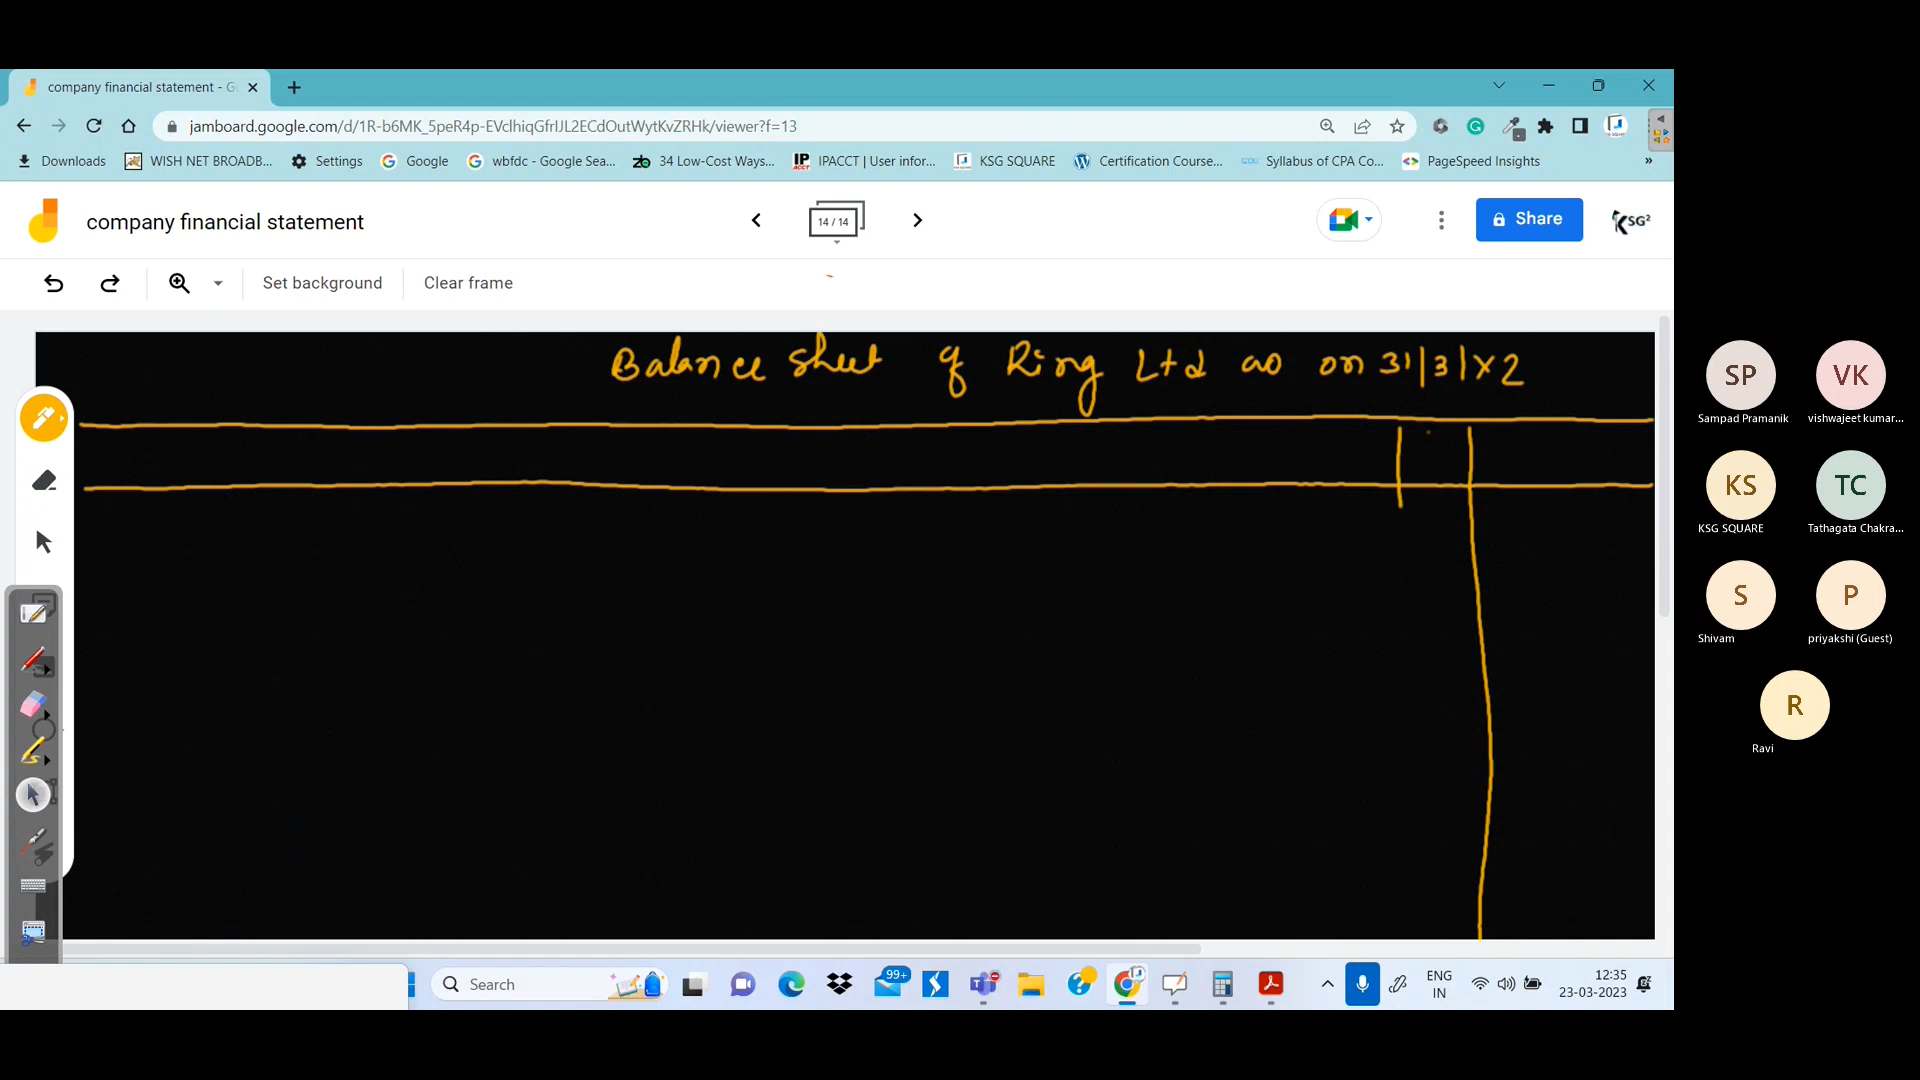 company financial statement - G
jamboard.google.com/d/1R-b6MK_5peR4p-EVclhiqGfrIJL2ECdOutWytKvZRHk/viewer?f=13
Downloads WISH NET BROADB... Settings Google wbfdc - Google Sea... 34 Low-Cost Ways... IPACCT | User infor... KSG SQUARE Certification Course... Syllabus of CPA Co... PageSpeed Insights »
company financial statement 14 / 14 Share KSG²
Set background Clear frame
Balance sheet of Ring Ltd as on 31|3|X2
SP VK
Sampad Pramanik vishwajeet kumar...
KS TC
KSG SQUARE Tathagata Chakra...
S P
Shivam priyakshi (Guest)
R
Ravi
Search 99+ ENG IN 12:35 23-03-2023